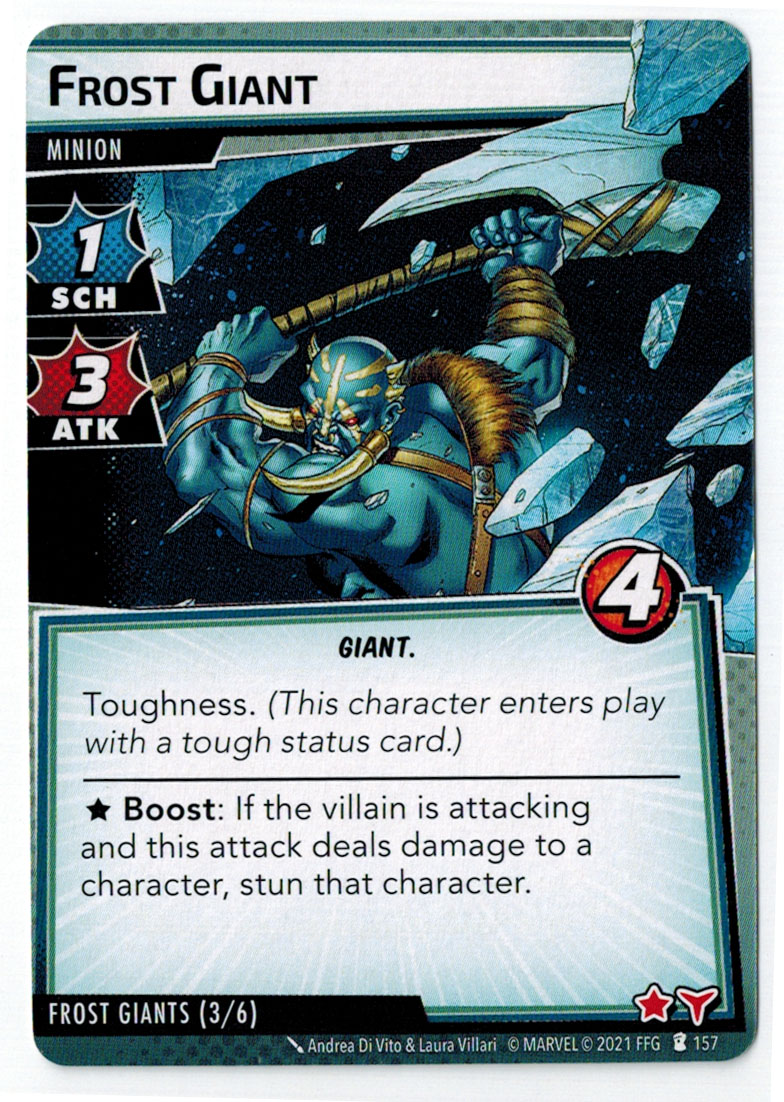 FROST GIANT
MINION
1
SCH
3
ATK
4
GIANT.
Toughness. (This character enters play
with a tough status card.)
★ Boost: If the villain is attacking
and this attack deals damage to a
character, stun that character.
FROST GIANTS (3/6)
Andrea Di Vito & Laura Villari © MARVEL © 2021 FFG 157